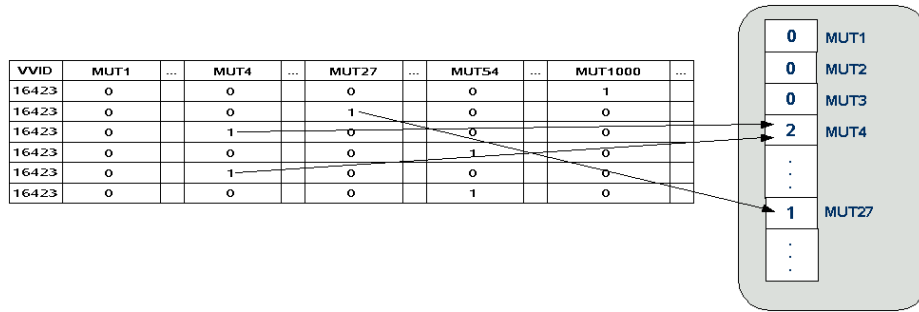 VVID MUT1 ... MUT4 ... MUT27 ... MUT54 ... MUT1000 ...
16423 0 0 0 0 1
16423 0 0 1 0 0
16423 0 1 0 0 0
16423 0 0 0 1 0
16423 0 1 0 0 0
16423 0 0 0 1 0
0 MUT1
0 MUT2
0 MUT3
2 MUT4
.
.
.
1 MUT27
.
.
.